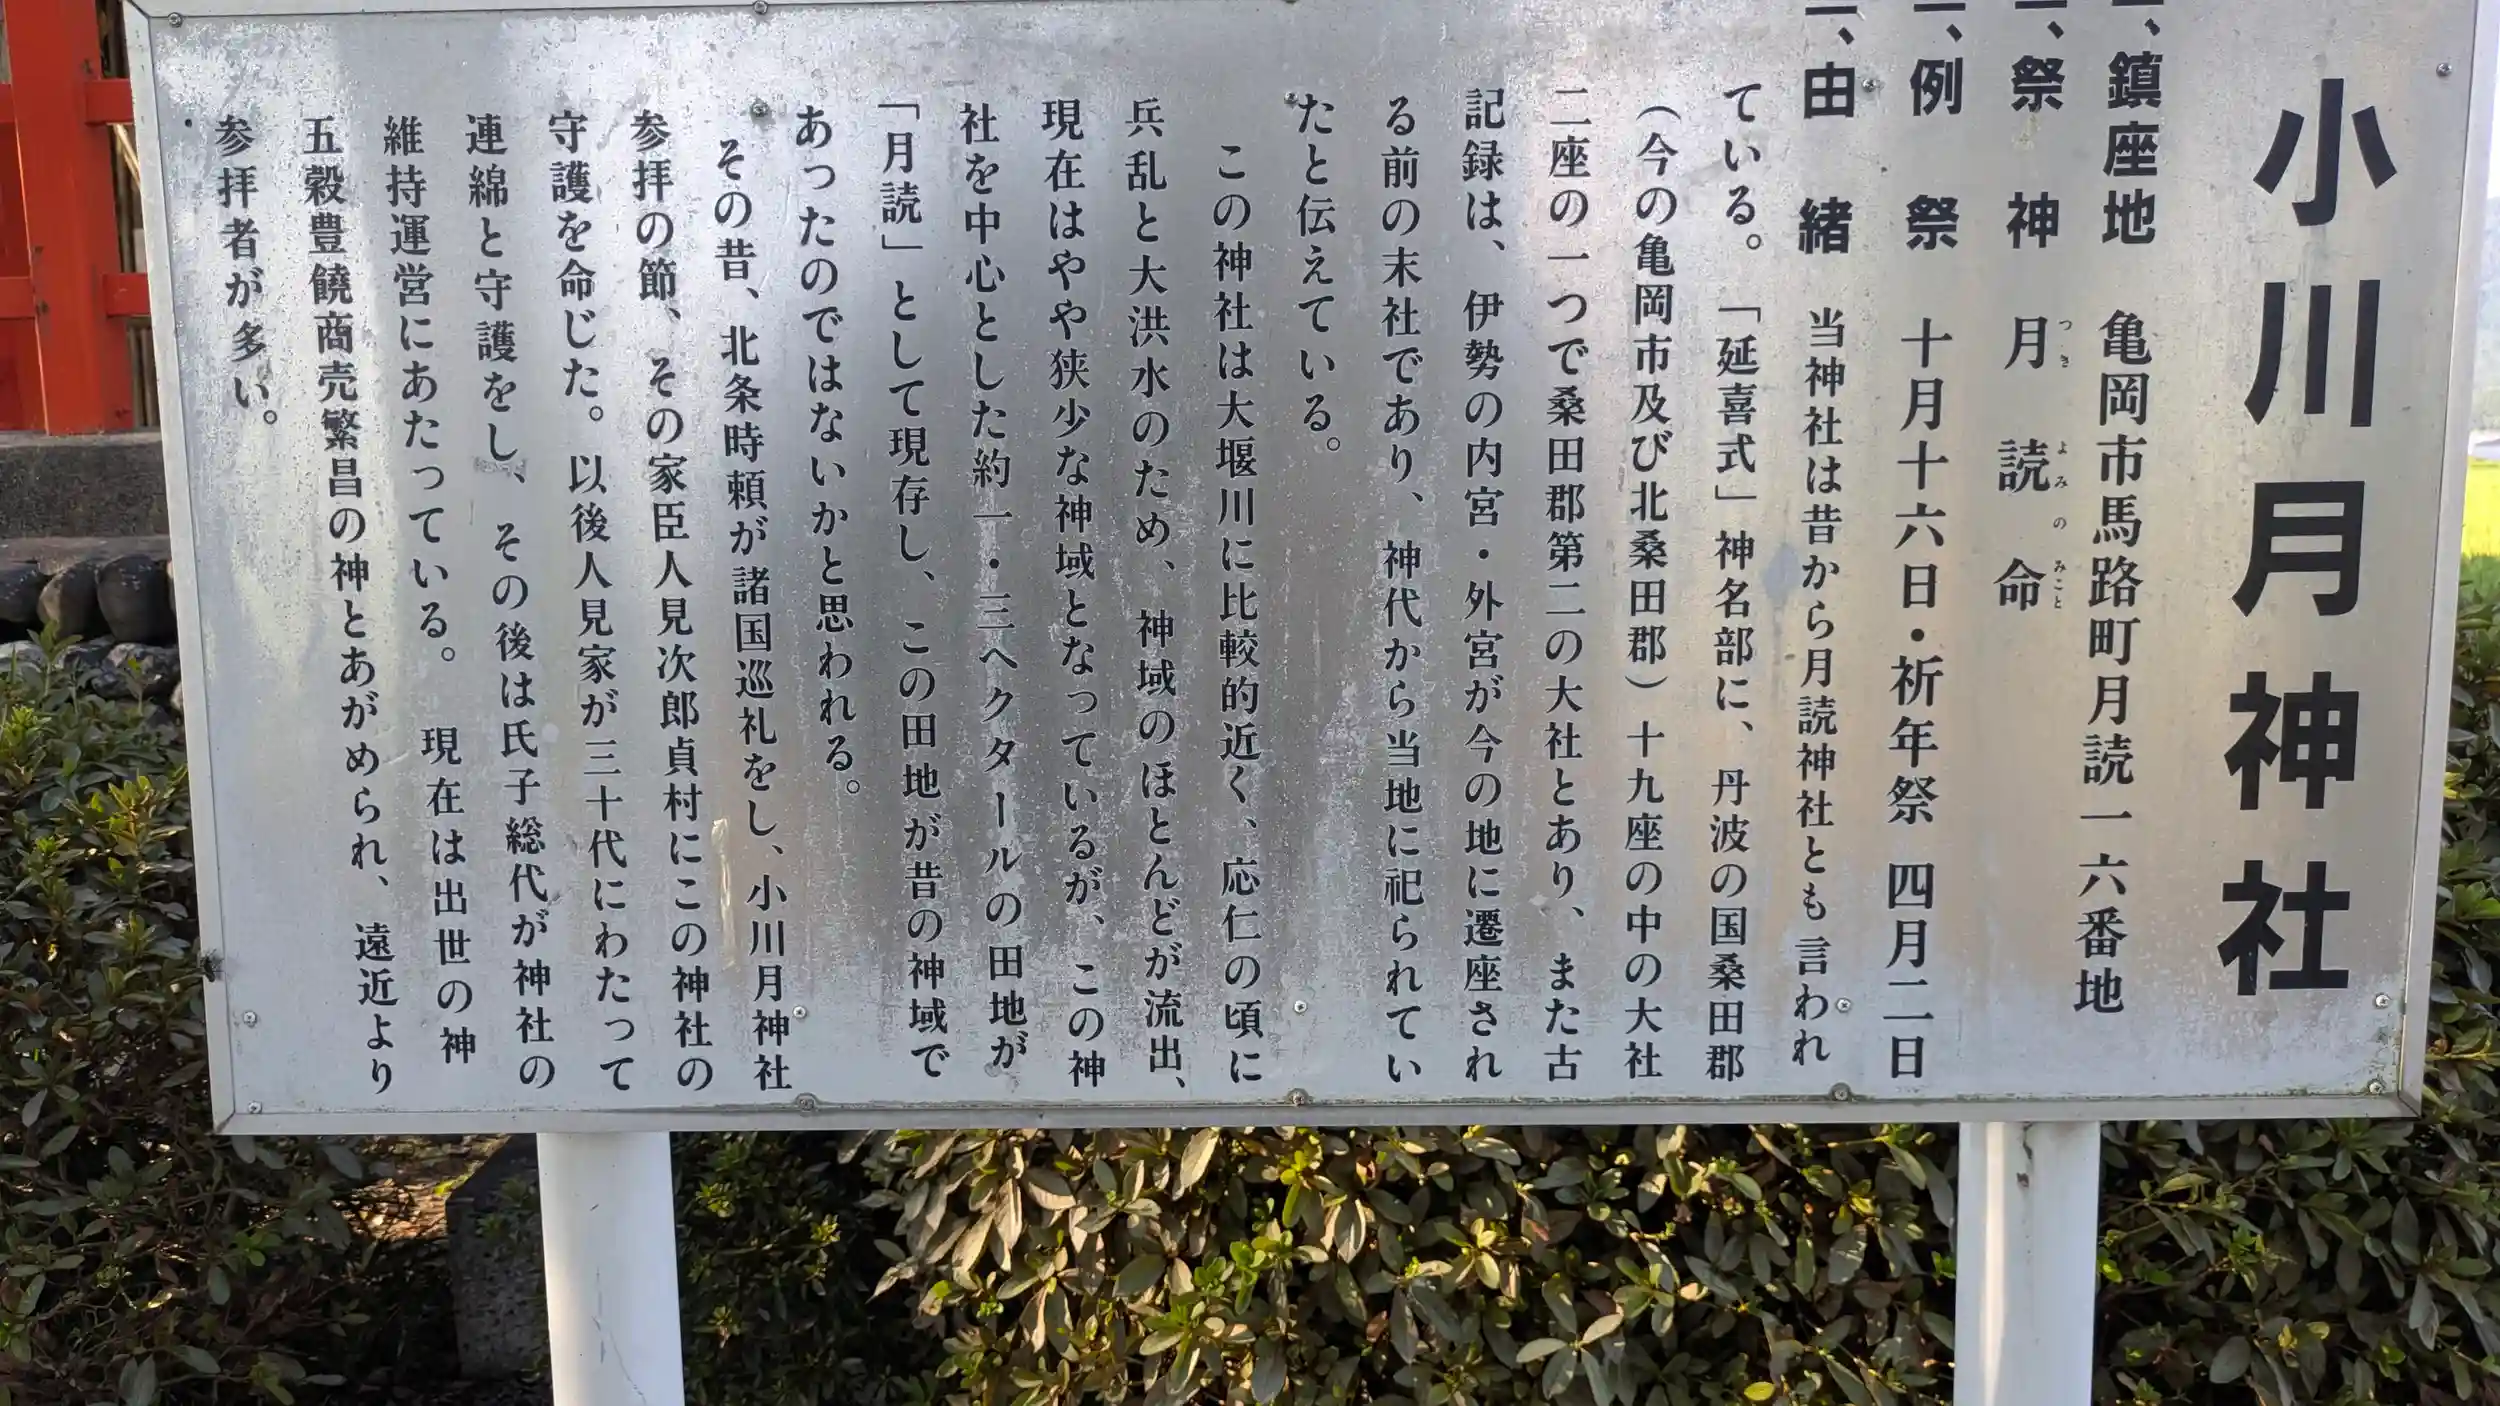 小川月神社
一、鎮座地　亀岡市馬路町月読一六番地
一、祭　神　月読命
つき　よみの　みこと
一、例　祭　十月十六日・祈年祭　四月二日
一、由　緒　当神社は昔から月読神社とも言われ
ている。「延喜式」神名部に、丹波の国桑田郡
（今の亀岡市及び北桑田郡）十九座の中の大社
二座の一つで桑田郡第二の大社とあり、また古
記録は、伊勢の内宮・外宮が今の地に遷座され
る前の末社であり、神代から当地に祀られてい
たと伝えている。
この神社は大堰川に比較的近く、応仁の頃に
兵乱と大洪水のため、神域のほとんどが流出、
現在はやや狭少な神域となっているが、この神
社を中心とした約一・三ヘクタールの田地が
「月読」として現存し、この田地が昔の神域で
あったのではないかと思われる。
その昔、北条時頼が諸国巡礼をし、小川月神社
参拝の節、その家臣人見次郎貞村にこの神社の
守護を命じた。以後人見家が三十代にわたって
連綿と守護をし、その後は氏子総代が神社の
維持運営にあたっている。　現在は出世の神
五穀豊饒商売繁昌の神とあがめられ、遠近より
参拝者が多い。